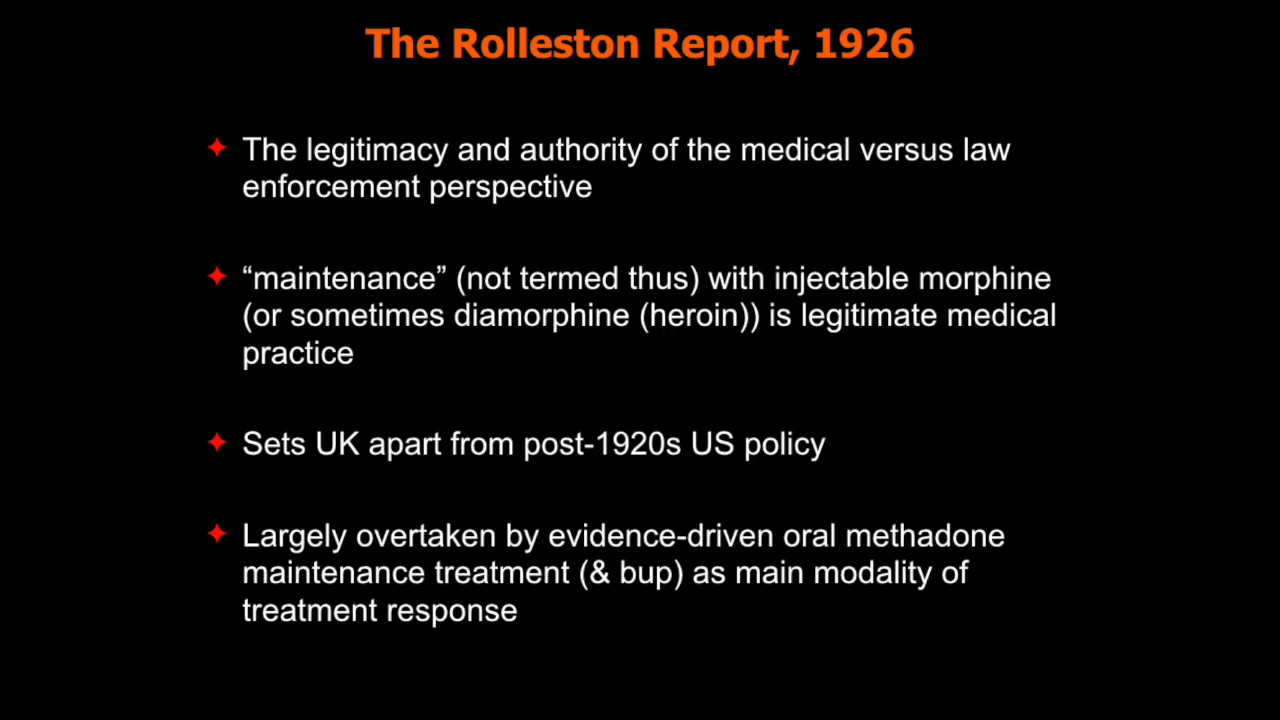 The Rolleston Report, 1926
The legitimacy and authority of the medical versus law
enforcement perspective
“maintenance” (not termed thus) with injectable morphine
(or sometimes diamorphine (heroin)) is legitimate medical
practice
Sets UK apart from post-1920s US policy
Largely overtaken by evidence-driven oral methadone
maintenance treatment (& bup) as main modality of
treatment response